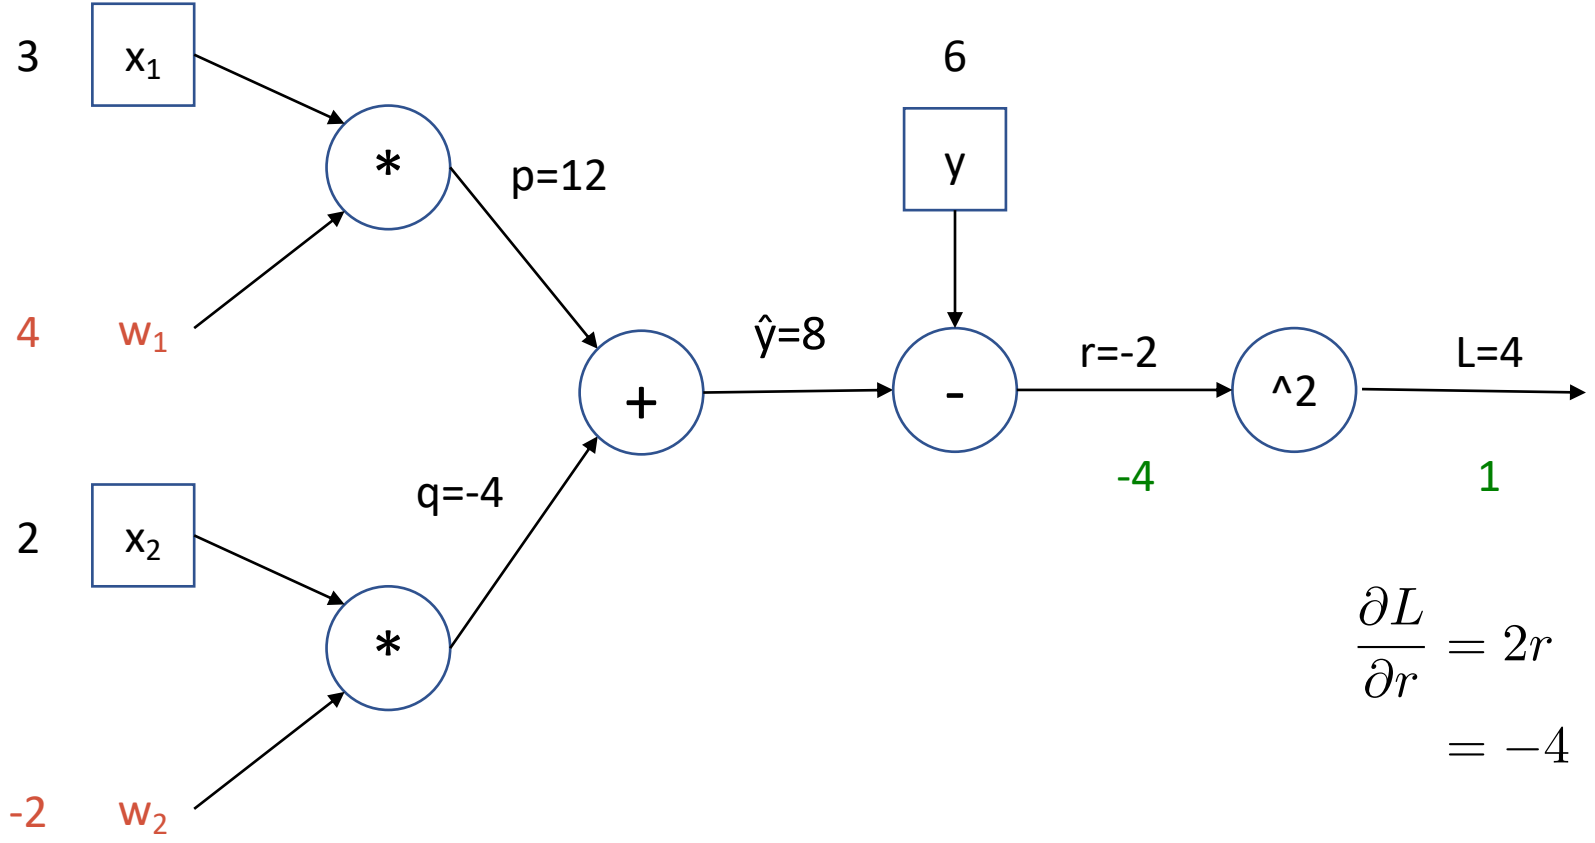 3
x₁
*
p=12
4
w₁
6
y
+
ŷ=8
-
r=-2
-4
^2
L=4
1
2
x₂
*
q=-4
-2
w₂
∂L/∂r = 2r
= −4